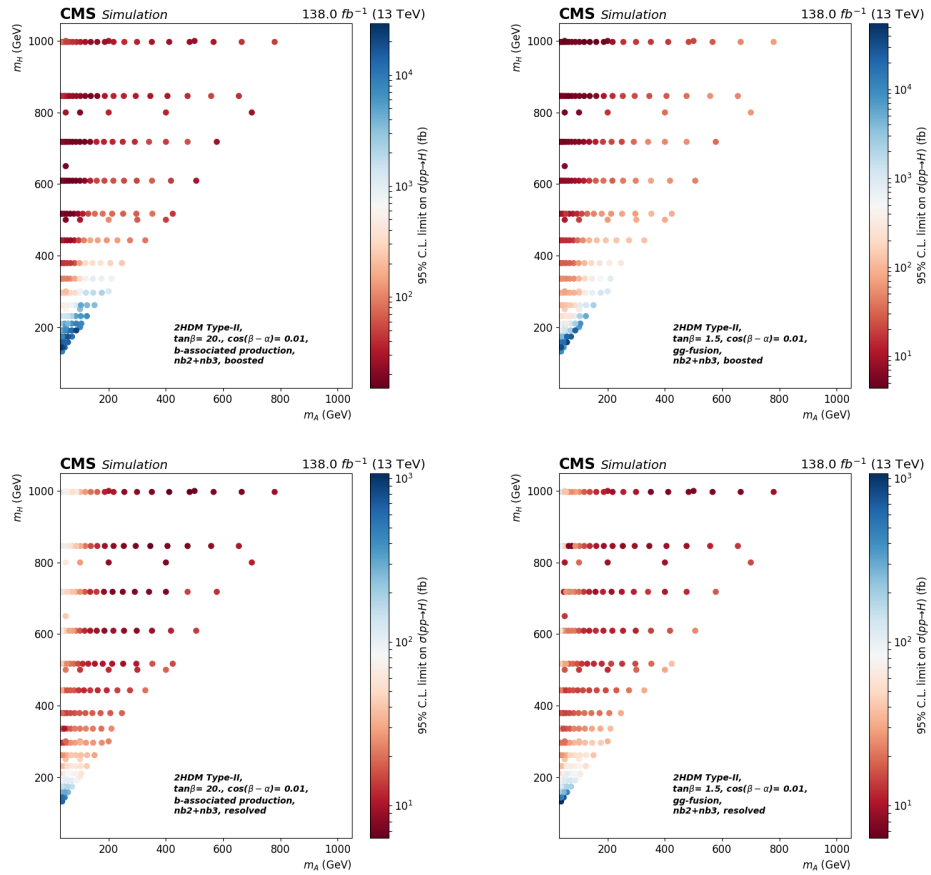 CMS Simulation 138.0 fb⁻¹ (13 TeV)
m_H (GeV)
1000
800
600
400
200
200 400 600 800 1000
m_A (GeV)
2HDM Type-II,
tanβ= 20., cos(β − α)= 0.01,
b-associated production,
nb2+nb3, boosted
10⁴
10³
10²
95% C.L. limit on σ(pp→H) (fb)
CMS Simulation 138.0 fb⁻¹ (13 TeV)
m_H (GeV)
1000
800
600
400
200
200 400 600 800 1000
m_A (GeV)
2HDM Type-II,
tanβ= 1.5, cos(β − α)= 0.01,
gg-fusion,
nb2+nb3, boosted
10⁴
10³
10²
10¹
95% C.L. limit on σ(pp→H) (fb)
CMS Simulation 138.0 fb⁻¹ (13 TeV)
m_H (GeV)
1000
800
600
400
200
200 400 600 800 1000
m_A (GeV)
2HDM Type-II,
tanβ= 20., cos(β − α)= 0.01,
b-associated production,
nb2+nb3, resolved
10³
10²
10¹
95% C.L. limit on σ(pp→H) (fb)
CMS Simulation 138.0 fb⁻¹ (13 TeV)
m_H (GeV)
1000
800
600
400
200
200 400 600 800 1000
m_A (GeV)
2HDM Type-II,
tanβ= 1.5, cos(β − α)= 0.01,
gg-fusion,
nb2+nb3, resolved
10³
10²
10¹
95% C.L. limit on σ(pp→H) (fb)